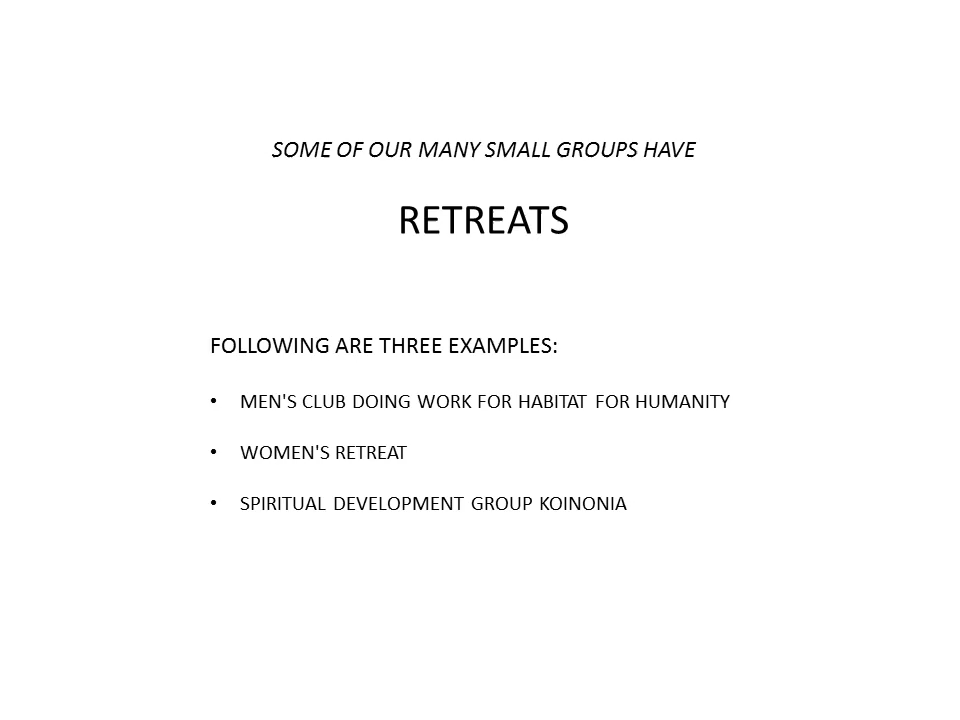 SOME OF OUR MANY SMALL GROUPS HAVE
RETREATS
FOLLOWING ARE THREE EXAMPLES:
• MEN'S CLUB DOING WORK FOR HABITAT FOR HUMANITY
• WOMEN'S RETREAT
• SPIRITUAL DEVELOPMENT GROUP KOINONIA